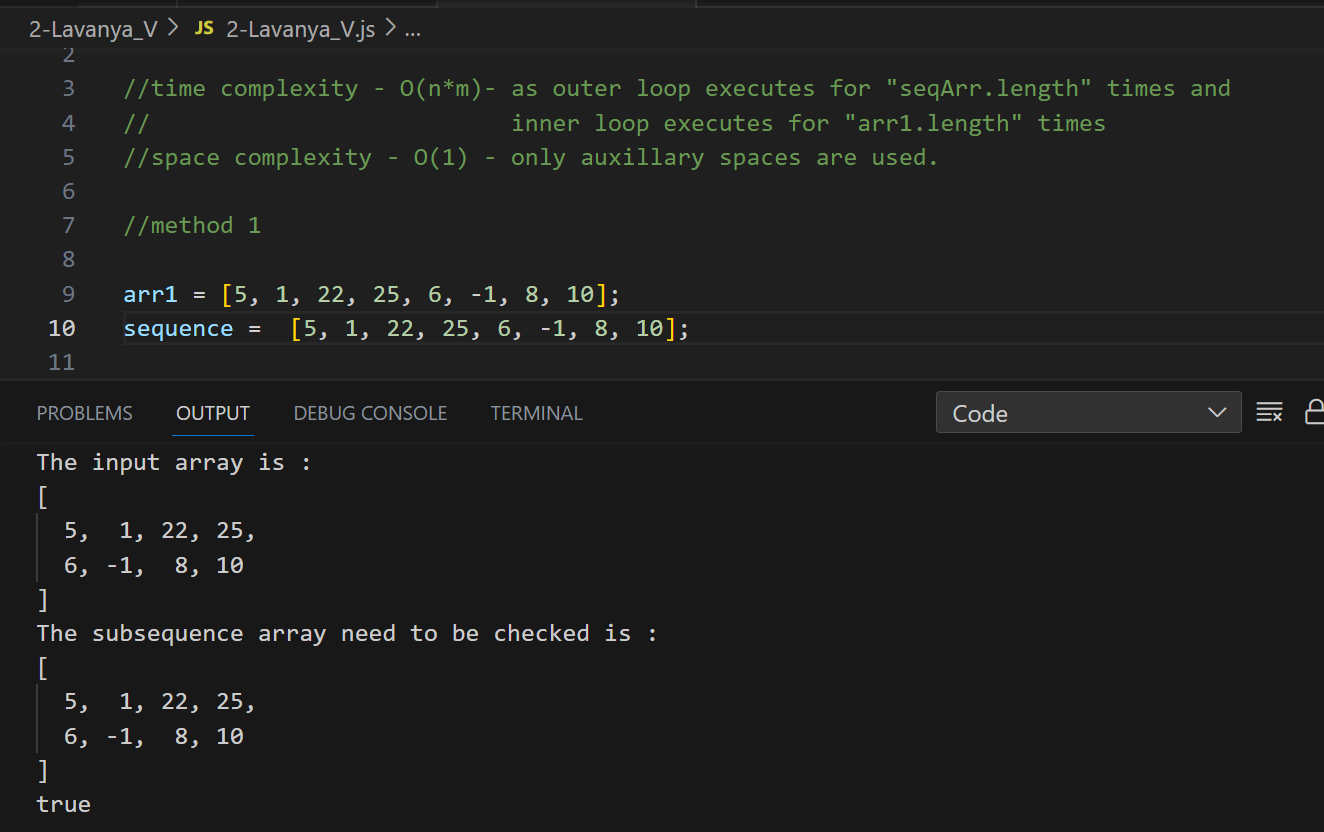 2-Lavanya_V > JS 2-Lavanya_V.js > ...
2
3 //time complexity - O(n*m)- as outer loop executes for "seqArr.length" times and
4 // inner loop executes for "arr1.length" times
5 //space complexity - O(1) - only auxillary spaces are used.
6
7 //method 1
8
9 arr1 = [5, 1, 22, 25, 6, -1, 8, 10];
10 sequence =  [5, 1, 22, 25, 6, -1, 8, 10];
11
PROBLEMS OUTPUT DEBUG CONSOLE TERMINAL Code
The input array is :
[
5,  1, 22, 25,
6, -1,  8, 10
]
The subsequence array need to be checked is :
[
5,  1, 22, 25,
6, -1,  8, 10
]
true